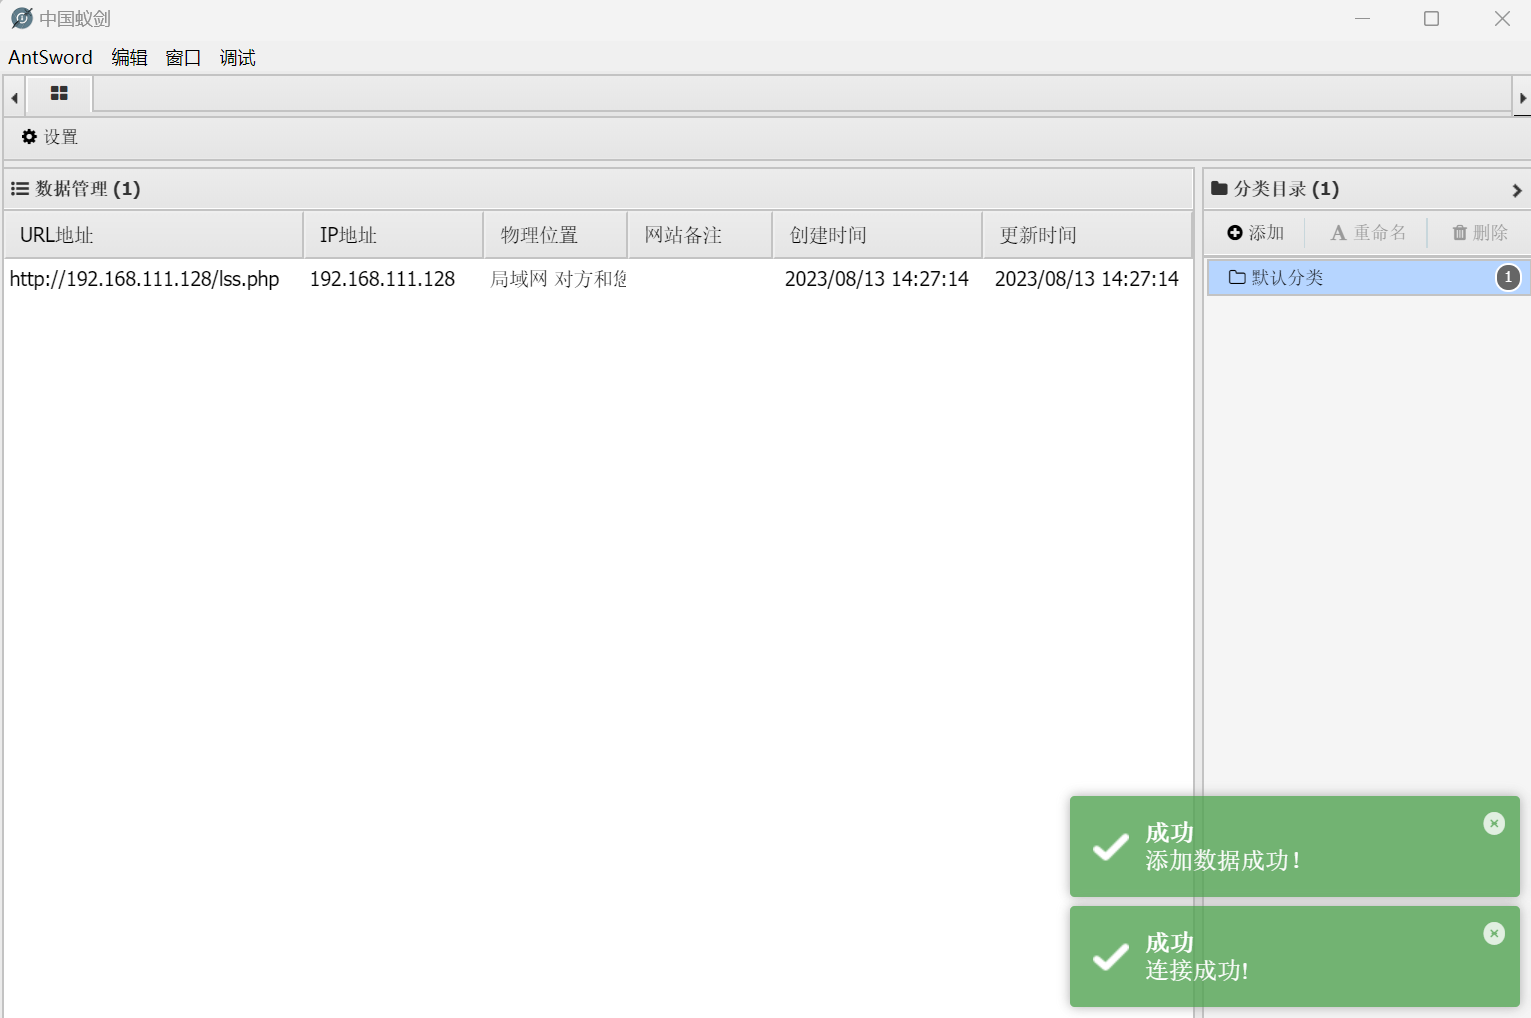 中国蚁剑
AntSword 编辑 窗口 调试
设置
数据管理 (1)
URL地址 IP地址 物理位置 网站备注 创建时间 更新时间
http://192.168.111.128/lss.php 192.168.111.128 局域网 对方和您 2023/08/13 14:27:14 2023/08/13 14:27:14
分类目录 (1)
添加 重命名 删除
默认分类 1
成功
添加数据成功!
成功
连接成功!